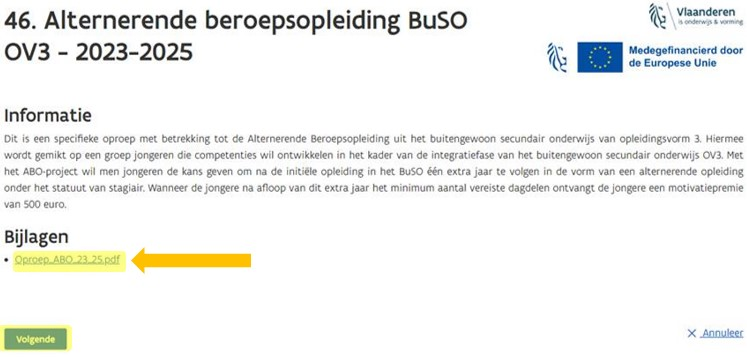 46. Alternerende beroepsopleiding BuSO
OV3 - 2023-2025
Vlaanderen
is onderwijs & vorming
Medegefinancierd door
de Europese Unie
Informatie
Dit is een specifieke oproep met betrekking tot de Alternerende Beroepsopleiding uit het buitengewoon secundair onderwijs van opleidingsvorm 3. Hiermee
wordt gemikt op een groep jongeren die competenties wil ontwikkelen in het kader van de integratiefase van het buitengewoon secundair onderwijs OV3. Met
het ABO-project wil men jongeren de kans geven om na de initiële opleiding in het BuSO één extra jaar te volgen in de vorm van een alternerende opleiding
onder het statuut van stagiair. Wanneer de jongere na afloop van dit extra jaar het minimum aantal vereiste dagdelen ontvangt de jongere een motivatiepremie
van 500 euro.
Bijlagen
• Oproep_ABO_23_25.pdf
Volgende
× Annuleer